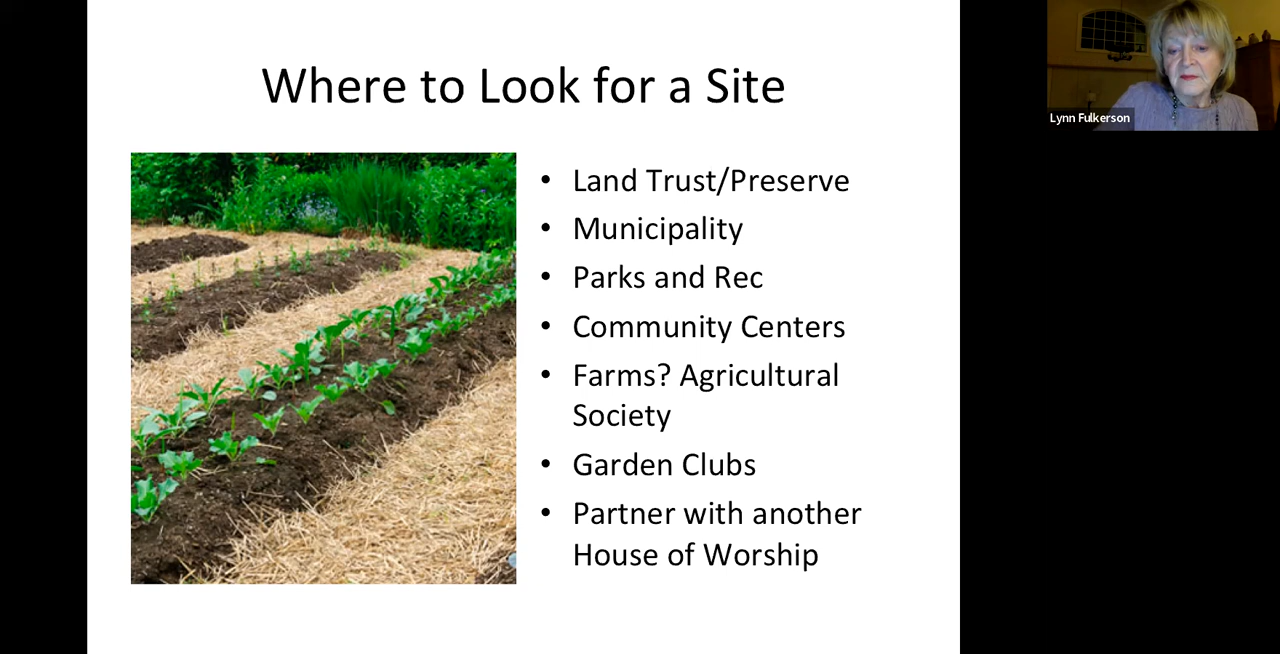 Where to Look for a Site
• Land Trust/Preserve
• Municipality
• Parks and Rec
• Community Centers
• Farms? Agricultural
Society
• Garden Clubs
• Partner with another
House of Worship
Lynn Fulkerson